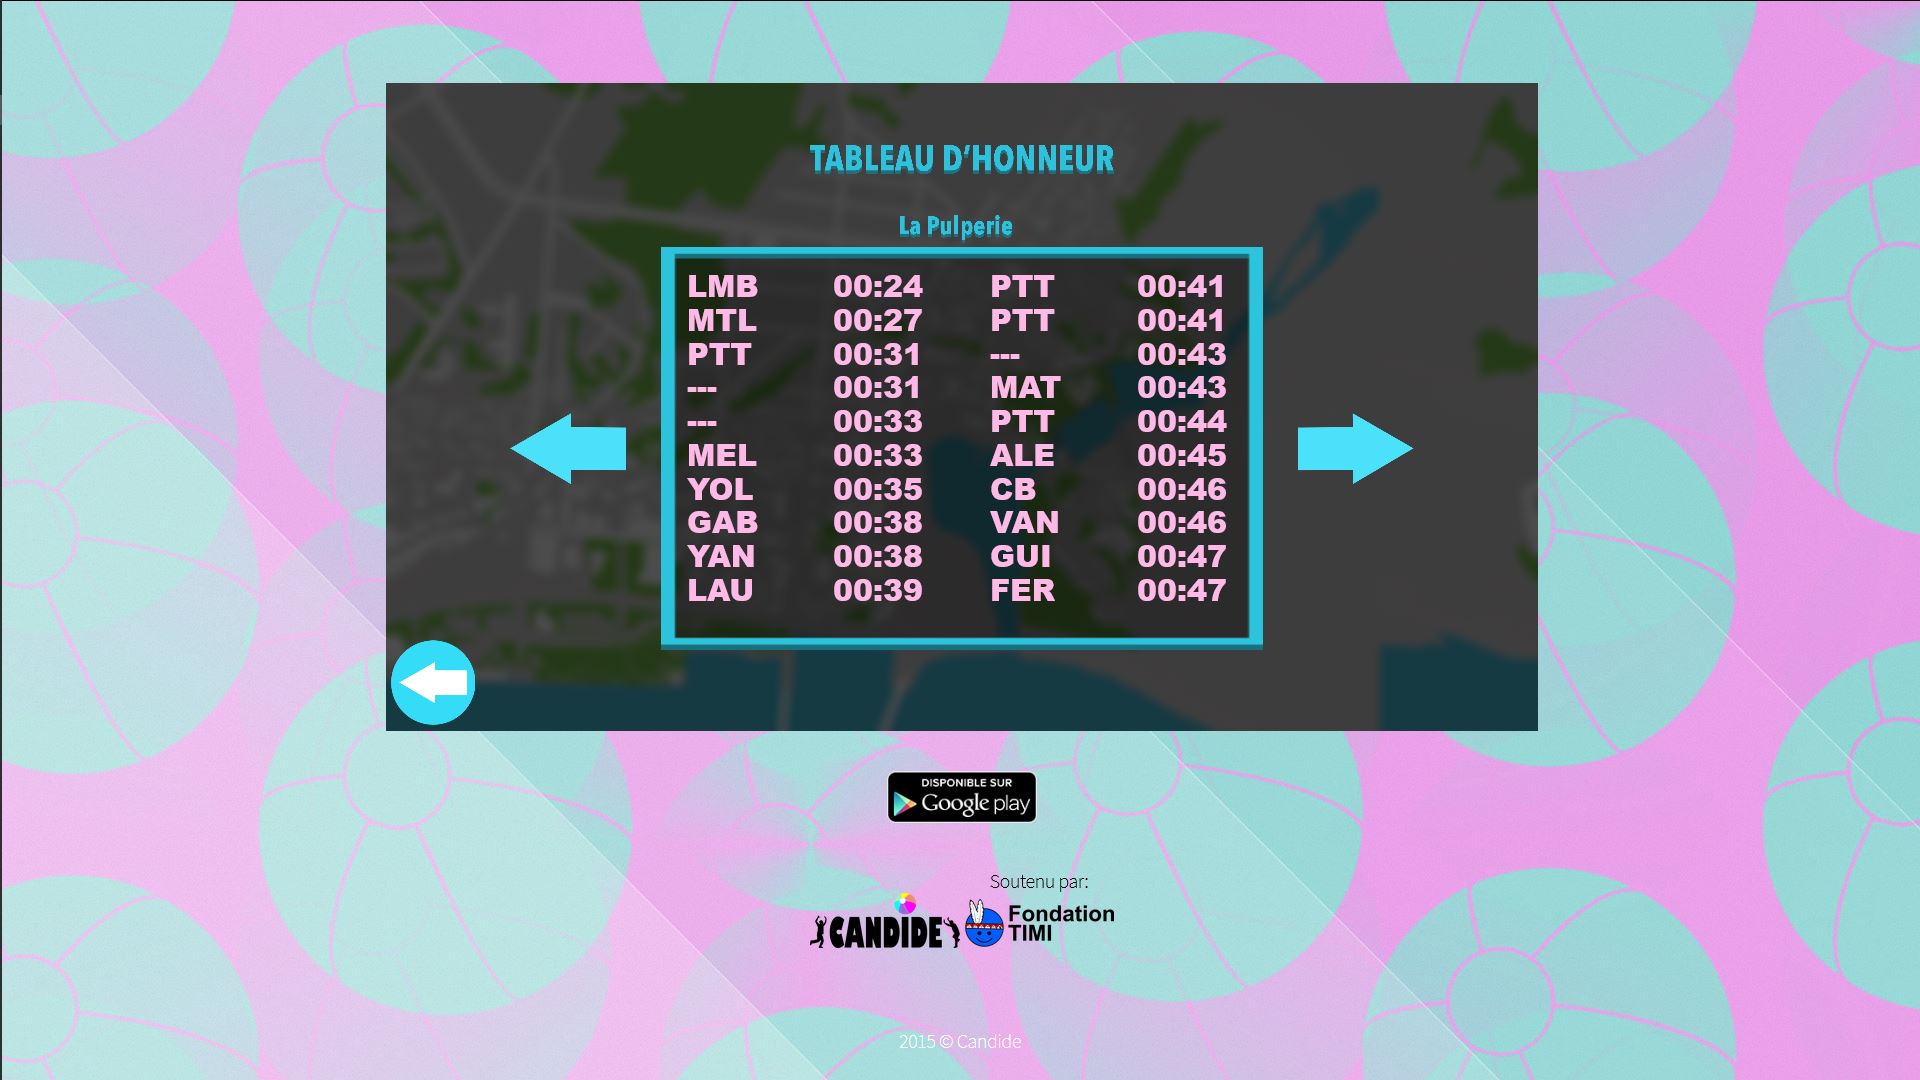 TABLEAU D'HONNEUR
La Pulperie
LMB 00:24 PTT 00:41
MTL 00:27 PTT 00:41
PTT 00:31 --- 00:43
--- 00:31 MAT 00:43
--- 00:33 PTT 00:44
MEL 00:33 ALE 00:45
YOL 00:35 CB 00:46
GAB 00:38 VAN 00:46
YAN 00:38 GUI 00:47
LAU 00:39 FER 00:47
DISPONIBLE SUR
Google play
Soutenu par:
CANDIDE
Fondation
TIMI
2015 © Candide